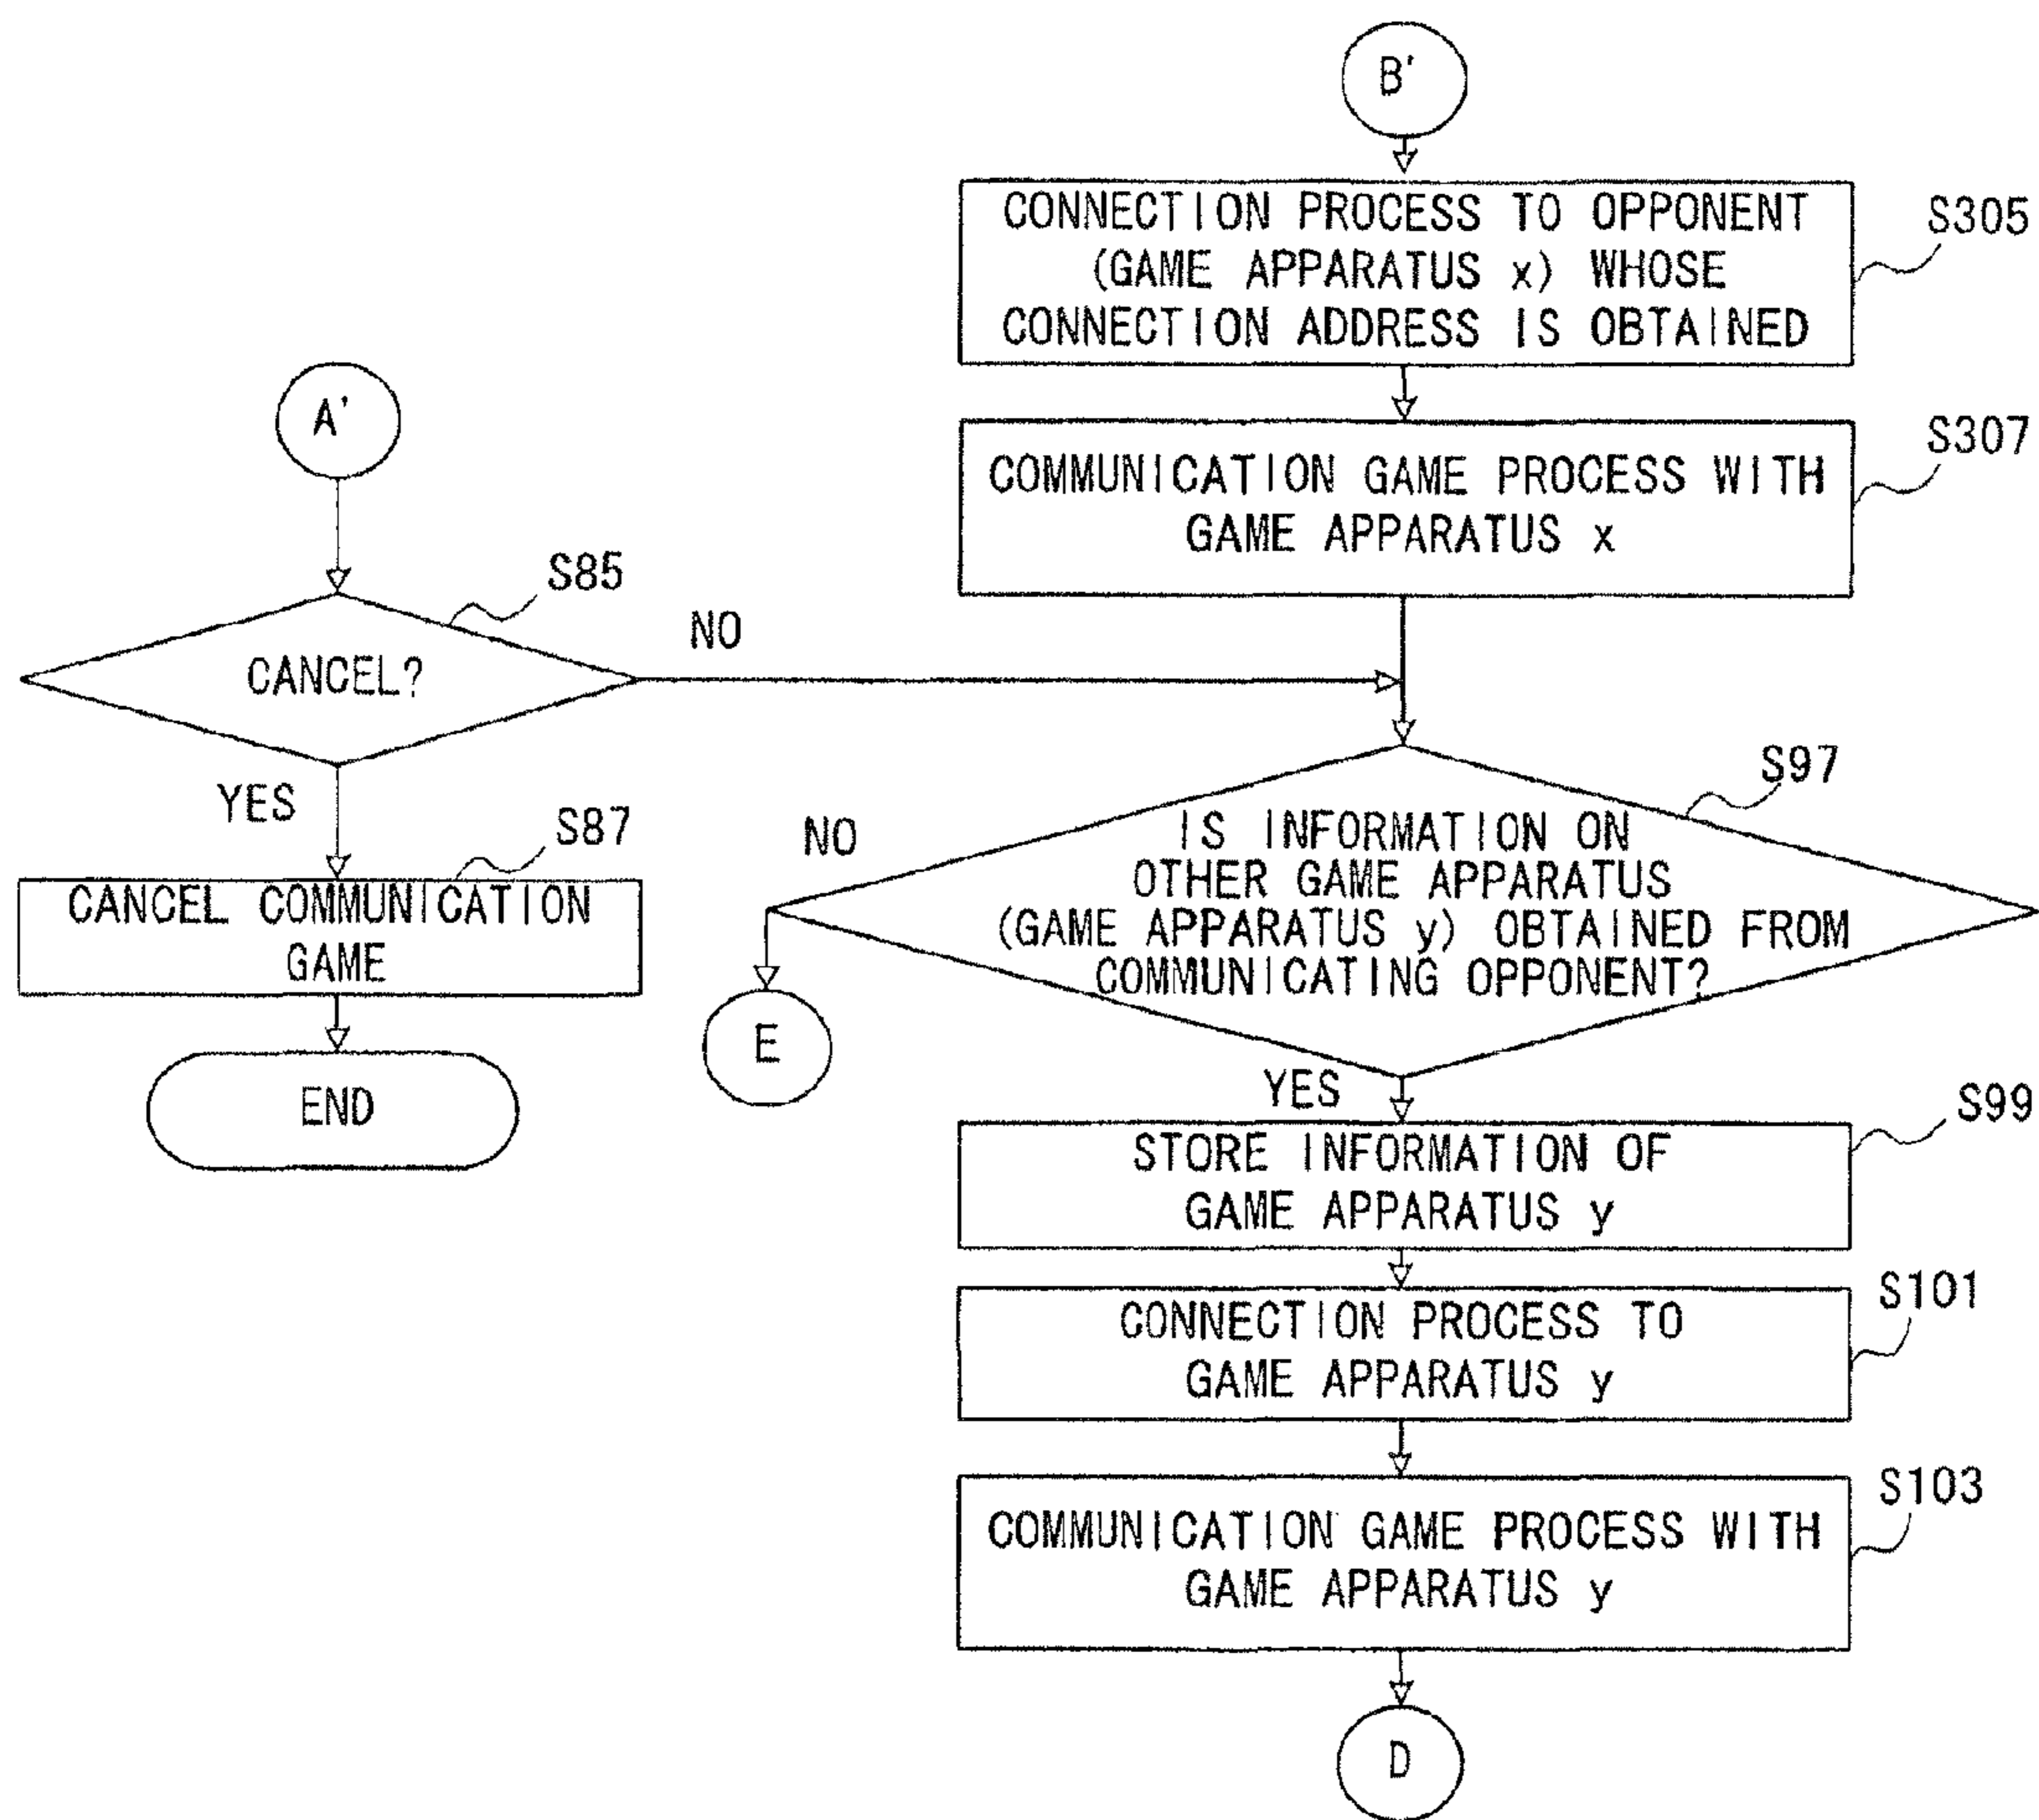 B'
CONNECTION PROCESS TO OPPONENT
(GAME APPARATUS x) WHOSE
CONNECTION ADDRESS IS OBTAINED
S305
COMMUNICATION GAME PROCESS WITH
GAME APPARATUS x
S307
A'
CANCEL?
S85
NO
YES
CANCEL COMMUNICATION
GAME
S87
END
IS INFORMATION ON
OTHER GAME APPARATUS
(GAME APPARATUS y) OBTAINED FROM
COMMUNICATING OPPONENT?
S97
NO
E
YES
STORE INFORMATION OF
GAME APPARATUS y
S99
CONNECTION PROCESS TO
GAME APPARATUS y
S101
COMMUNICATION GAME PROCESS WITH
GAME APPARATUS y
S103
D